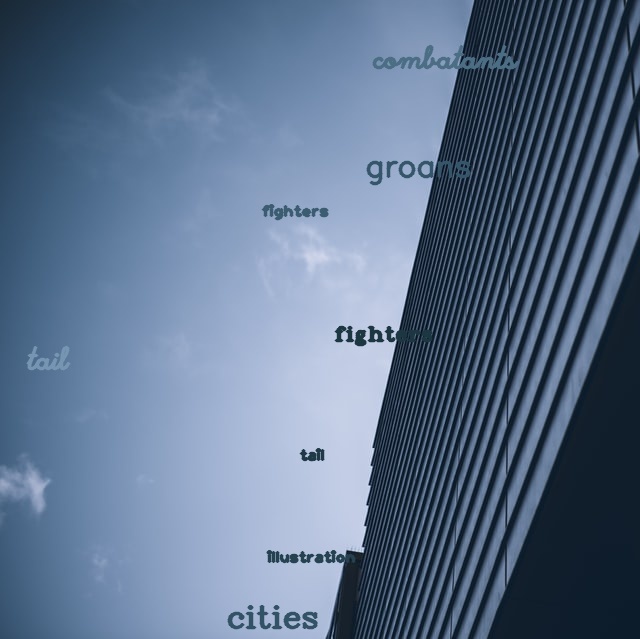 combatants
groans
fighters
fighters
tail
tail
illustration
cities